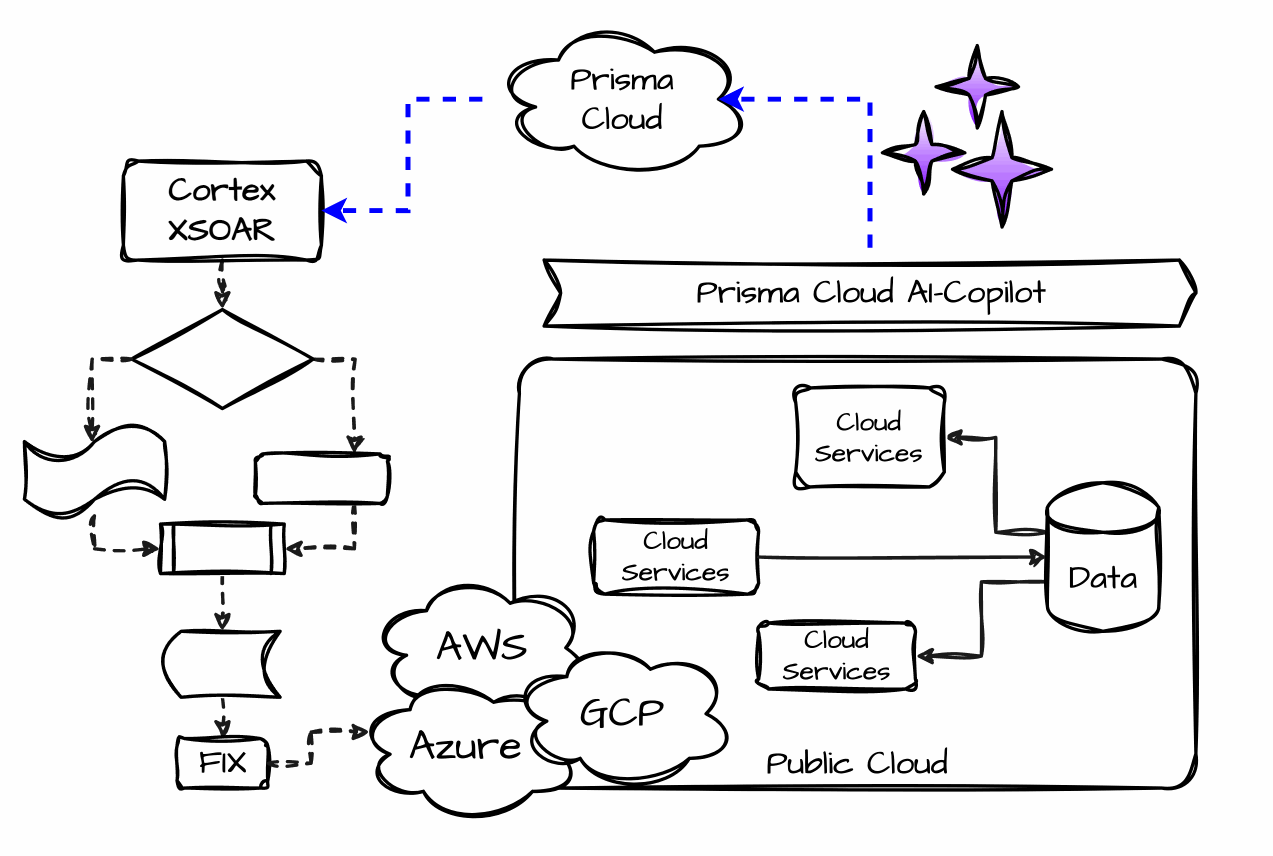 Prisma
Cloud
Cortex
XSOAR
Prisma Cloud AI-Copilot
Cloud
Services
Cloud
Services
Data
Cloud
Services
AWS
GCP
Azure
FIX
Public Cloud